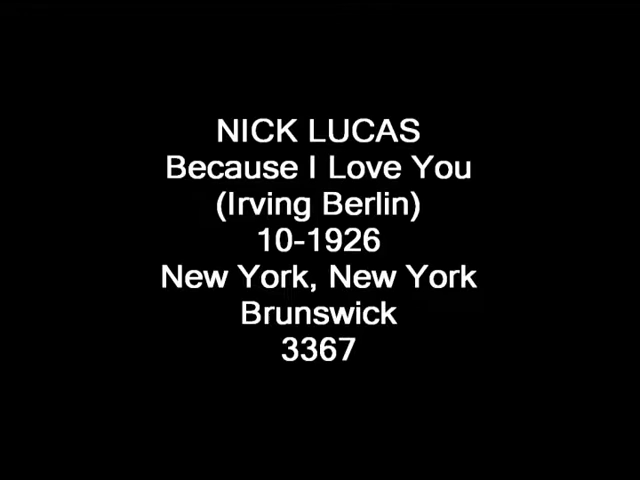 NICK LUCAS
Because I Love You
(Irving Berlin)
10-1926
New York, New York
Brunswick
3367